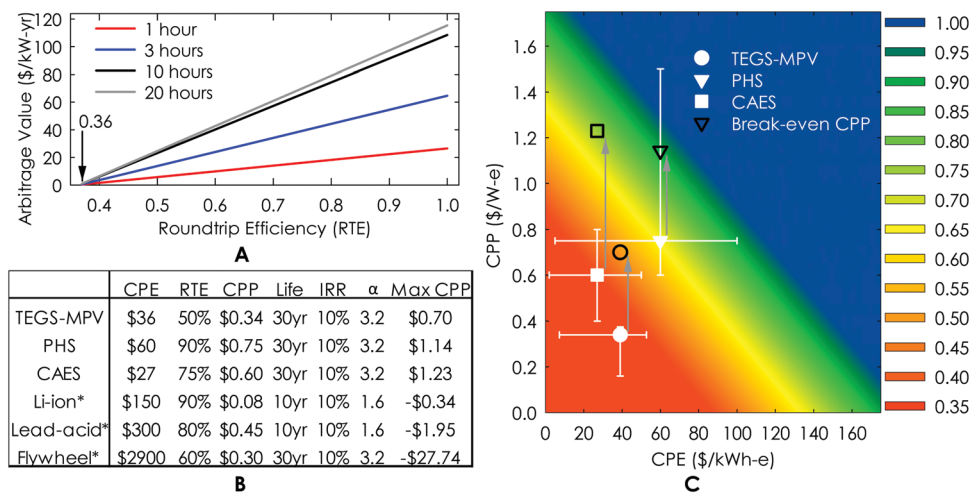 120
100
80
60
40
20
0
Arbitrage Value ($/kW-yr)
1 hour
3 hours
10 hours
20 hours
0.36
0.4 0.5 0.6 0.7 0.8 0.9 1.0
Roundtrip Efficiency (RTE)
A
CPE RTE CPP Life IRR α Max CPP
TEGS-MPV $36 50% $0.34 30yr 10% 3.2 $0.70
PHS $60 90% $0.75 30yr 10% 3.2 $1.14
CAES $27 75% $0.60 30yr 10% 3.2 $1.23
Li-ion* $150 90% $0.08 10yr 10% 1.6 -$0.34
Lead-acid* $300 80% $0.45 10yr 10% 1.6 -$1.95
Flywheel* $2900 60% $0.30 30yr 10% 3.2 -$27.74
B
1.6
1.4
1.2
1.0
0.8
0.6
0.4
0.2
0.0
CPP ($/W-e)
TEGS-MPV
PHS
CAES
Break-even CPP
0 20 40 60 80 100 120 140 160
CPE ($/kWh-e)
C
1.00
0.95
0.90
0.85
0.80
0.75
0.70
0.65
0.60
0.55
0.50
0.45
0.40
0.35